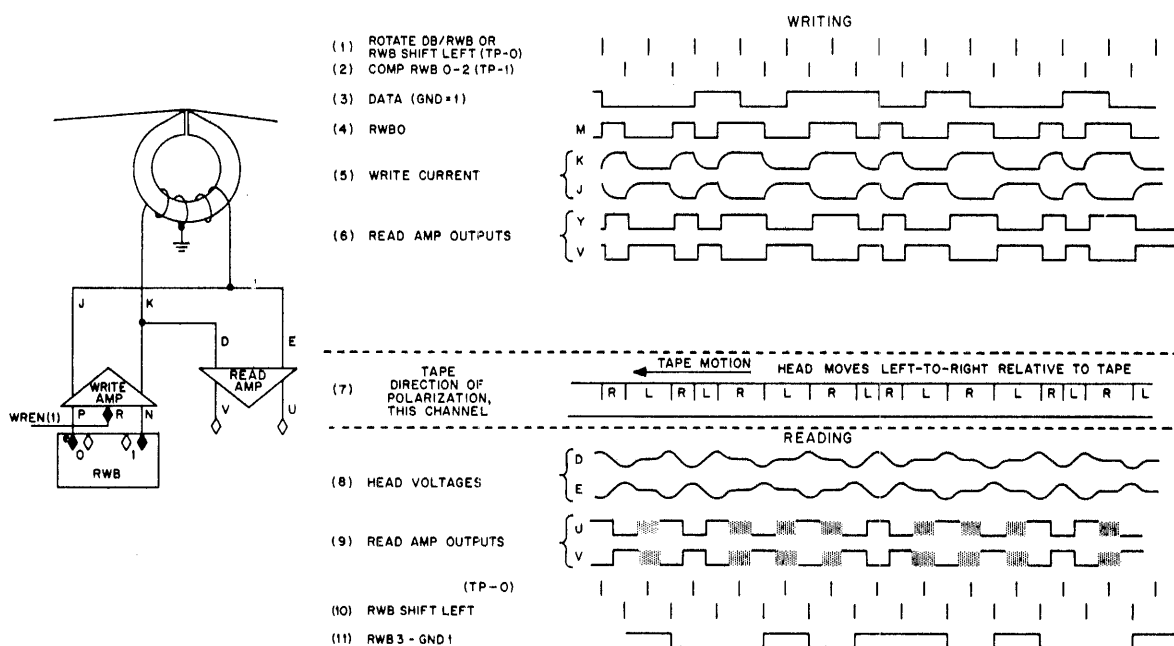 WRITING
(1) ROTATE DB/RWB OR
RWB SHIFT LEFT (TP-0)
(2) COMP RWB 0-2 (TP-1)
(3) DATA (GND=1)
(4) RWB0 M
(5) WRITE CURRENT K
J
(6) READ AMP OUTPUTS Y
V
J K
D E
WRITE AMP
READ AMP
P R N
V U
WREN(1)
0 1
RWB
(7) TAPE
DIRECTION OF
POLARIZATION,
THIS CHANNEL
TAPE MOTION HEAD MOVES LEFT-TO-RIGHT RELATIVE TO TAPE
R L R L R L R L R L R L R L R L
READING
(8) HEAD VOLTAGES D
E
(9) READ AMP OUTPUTS U
V
(TP-0)
(10) RWB SHIFT LEFT
(11) RWB3 - GND1